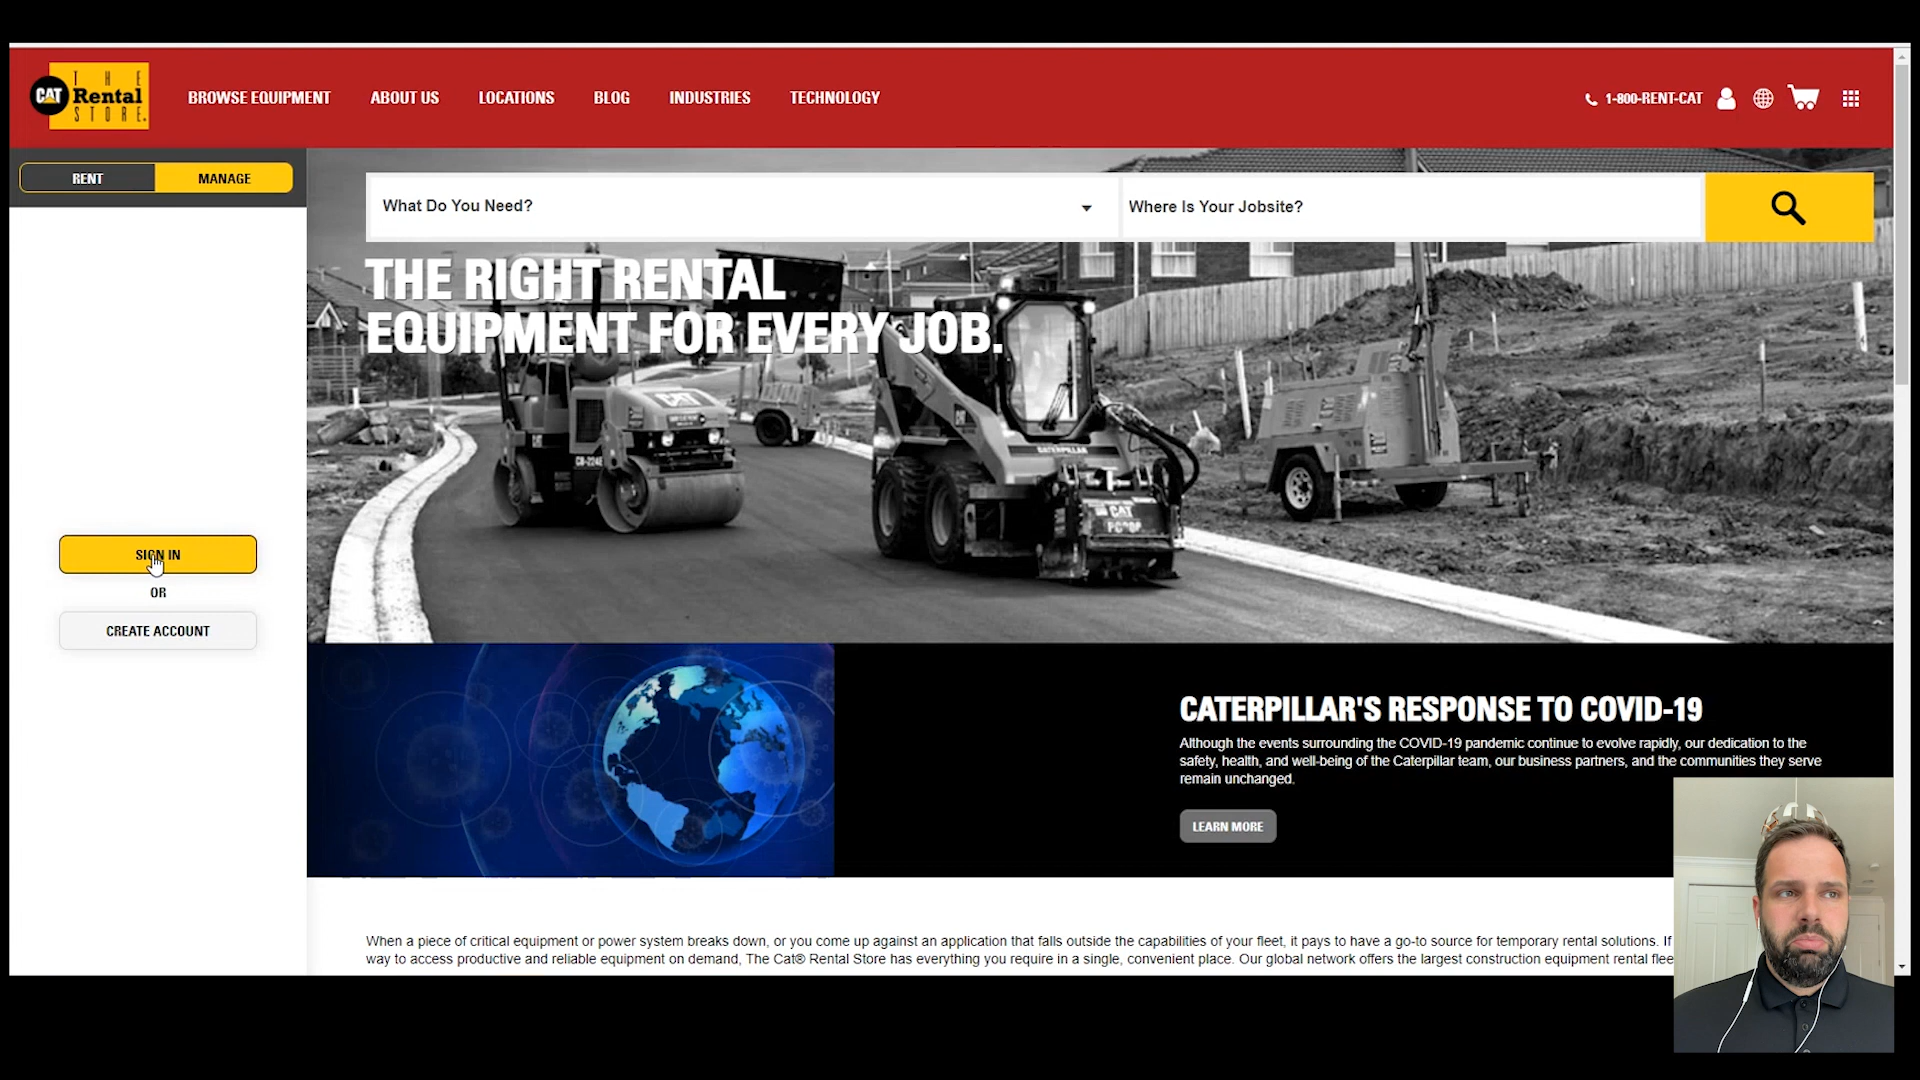 THE
CAT Rental
STORE.
BROWSE EQUIPMENT
ABOUT US
LOCATIONS
BLOG
INDUSTRIES
TECHNOLOGY
1-800-RENT-CAT
RENT
MANAGE
What Do You Need?
Where Is Your Jobsite?
THE RIGHT RENTAL
EQUIPMENT FOR EVERY JOB.
CAT
CB-224E
CAT
CATERPILLAR
CAT
SIGN IN
OR
CREATE ACCOUNT
CATERPILLAR'S RESPONSE TO COVID-19
Although the events surrounding the COVID-19 pandemic continue to evolve rapidly, our dedication to the
safety, health, and well-being of the Caterpillar team, our business partners, and the communities they serve
remain unchanged.
LEARN MORE
When a piece of critical equipment or power system breaks down, or you come up against an application that falls outside the capabilities of your fleet, it pays to have a go-to source for temporary rental solutions. If
way to access productive and reliable equipment on demand, The Cat® Rental Store has everything you require in a single, convenient place. Our global network offers the largest construction equipment rental flee